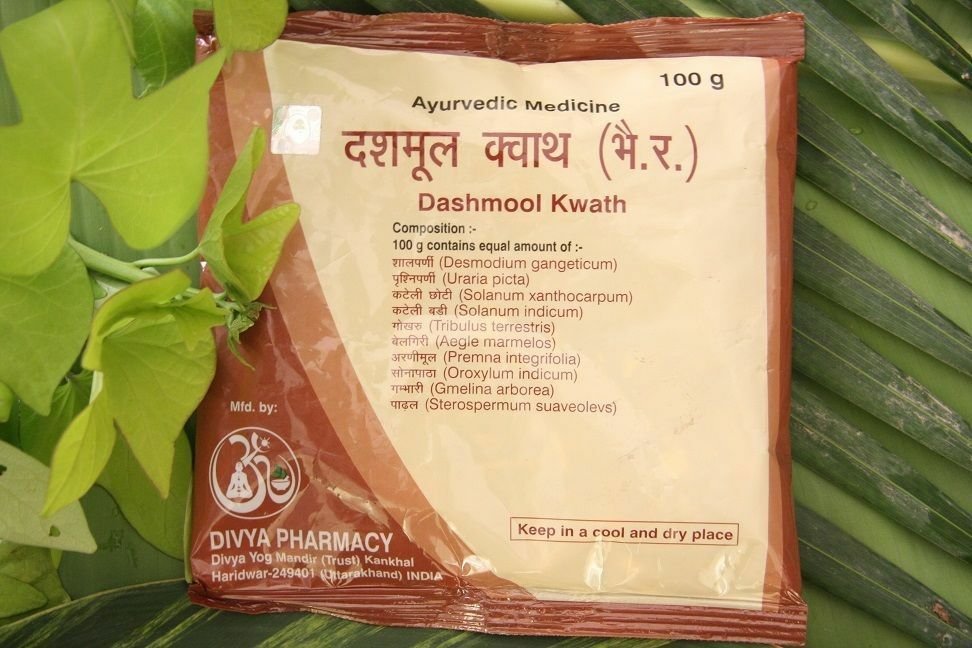 100 g
Ayurvedic Medicine
दशमूल क्वाथ (भै.र.)
Dashmool Kwath
Composition :-
100 g contains equal amount of :-
शालपर्णी (Desmodium gangeticum)
पृश्निपर्णी (Uraria picta)
कटेली छोटी (Solanum xanthocarpum)
कटेली बडी (Solanum indicum)
गोखरु (Tribulus terrestris)
बेलगिरी (Aegle marmelos)
अरणीमूल (Premna integrifolia)
सोनापाठा (Oroxylum indicum)
गम्भारी (Gmelina arborea)
पाढल (Sterospermum suaveolevs)
Mfd. by:
DIVYA PHARMACY
Divya Yog Mandir (Trust) Kankhal
Haridwar-249401 (Uttarakhand) INDIA
Keep in a cool and dry place